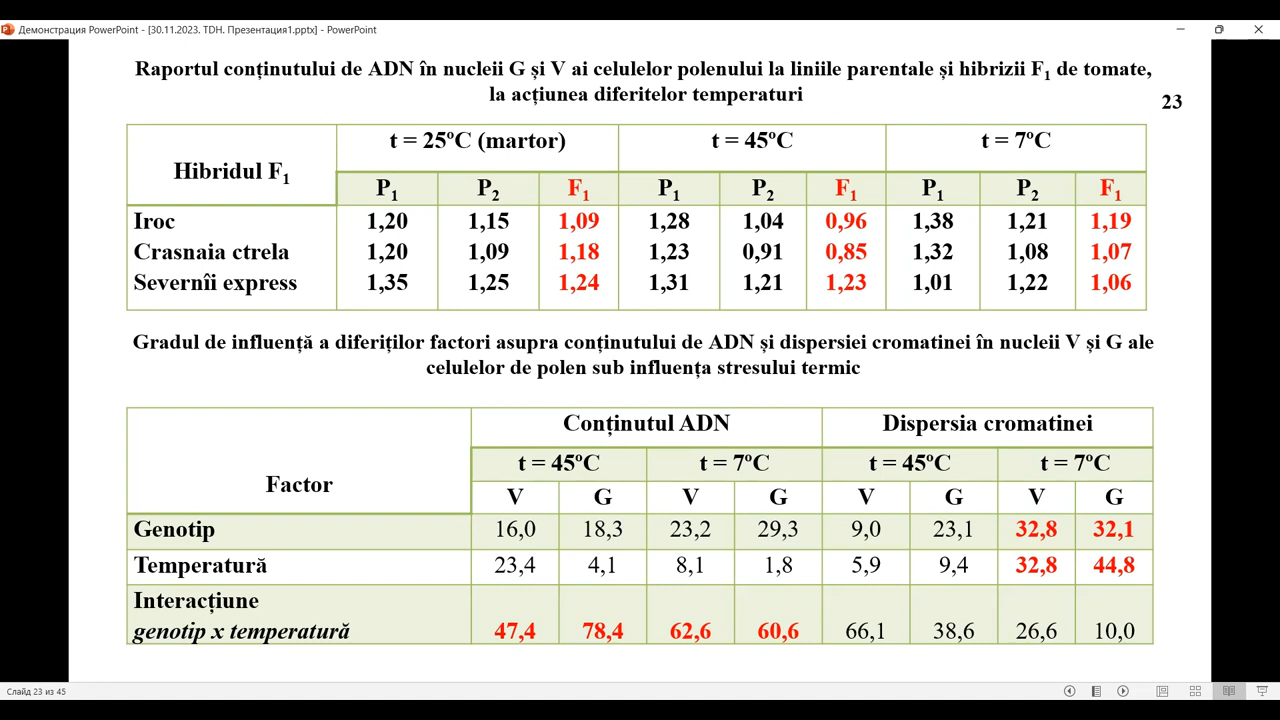 Демонстрация PowerPoint - [30.11.2023. TDH. Презентация1.pptx] - PowerPoint
Raportul conținutului de ADN în nucleii G și V ai celulelor polenului la liniile parentale și hibrizii F1 de tomate,
la acțiunea diferitelor temperaturi
23
Hibridul F1 t = 25ºC (martor) t = 45ºC t = 7ºC
P1 P2 F1 P1 P2 F1 P1 P2 F1
Iroc 1,20 1,15 1,09 1,28 1,04 0,96 1,38 1,21 1,19
Crasnaia ctrela 1,20 1,09 1,18 1,23 0,91 0,85 1,32 1,08 1,07
Severnîi express 1,35 1,25 1,24 1,31 1,21 1,23 1,01 1,22 1,06
Gradul de influență a diferiților factori asupra conținutului de ADN și dispersiei cromatinei în nucleii V și G ale
celulelor de polen sub influența stresului termic
Factor Conținutul ADN Dispersia cromatinei
t = 45ºC t = 7ºC t = 45ºC t = 7ºC
V G V G V G V G
Genotip 16,0 18,3 23,2 29,3 9,0 23,1 32,8 32,1
Temperatură 23,4 4,1 8,1 1,8 5,9 9,4 32,8 44,8
Interacțiune
genotip x temperatură 47,4 78,4 62,6 60,6 66,1 38,6 26,6 10,0
Слайд 23 из 45